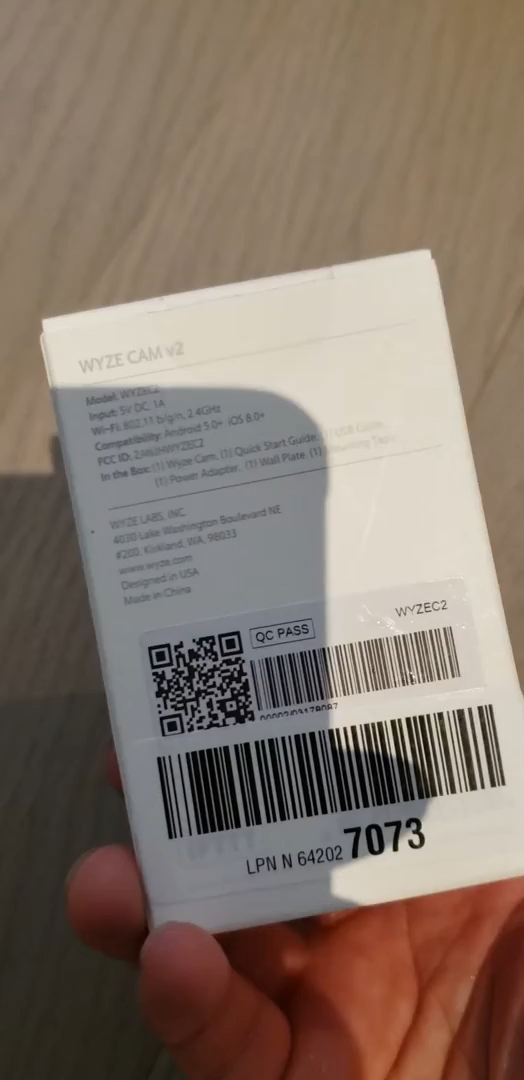 WYZE CAM v2
Model: WYZEC2
Input: 5V DC, 1A
Wi-Fi: 802.11 b/g/n, 2.4GHz
Compatibility: Android 5.0+ iOS 8.0+
FCC ID: 2AIUHWYZEC2
In the Box: (1) Wyze Cam, (1) Quick Start Guide, (1) USB Cable,
(1) Power Adapter, (1) Wall Plate, (1) Mounting Tape
WYZE LABS, INC.
4030 Lake Washington Boulevard NE
#200, Kirkland, WA, 98033
www.wyze.com
Designed in USA
Made in China
WYZEC2
QC PASS
LPN N 64202 7073